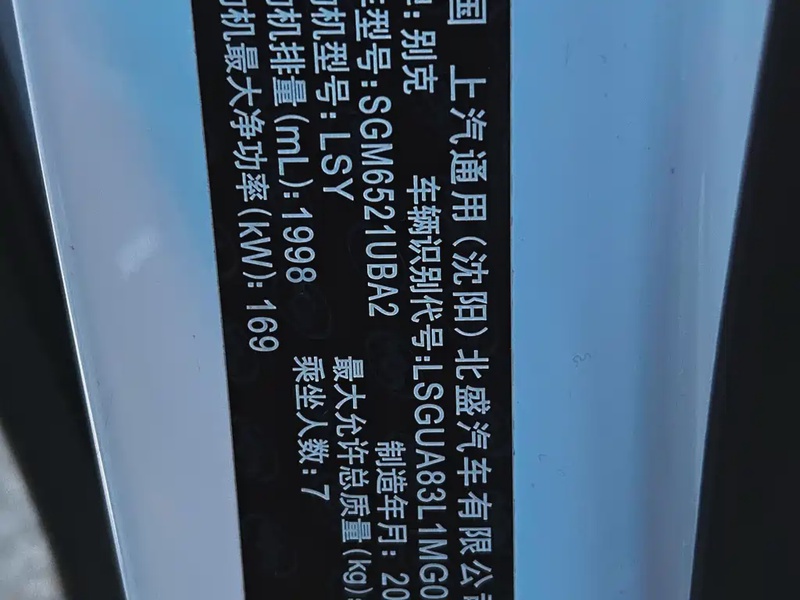 国 上汽通用(沈阳)北盛汽车有限公司
别克 车辆识别代号:LSGUA83L1MG0
型号:SGM6521UBA2 制造年月:20
机型号:LSY 最大允许总质量(kg):
机排量(mL):1998 乘坐人数:7
机最大净功率(kW):169